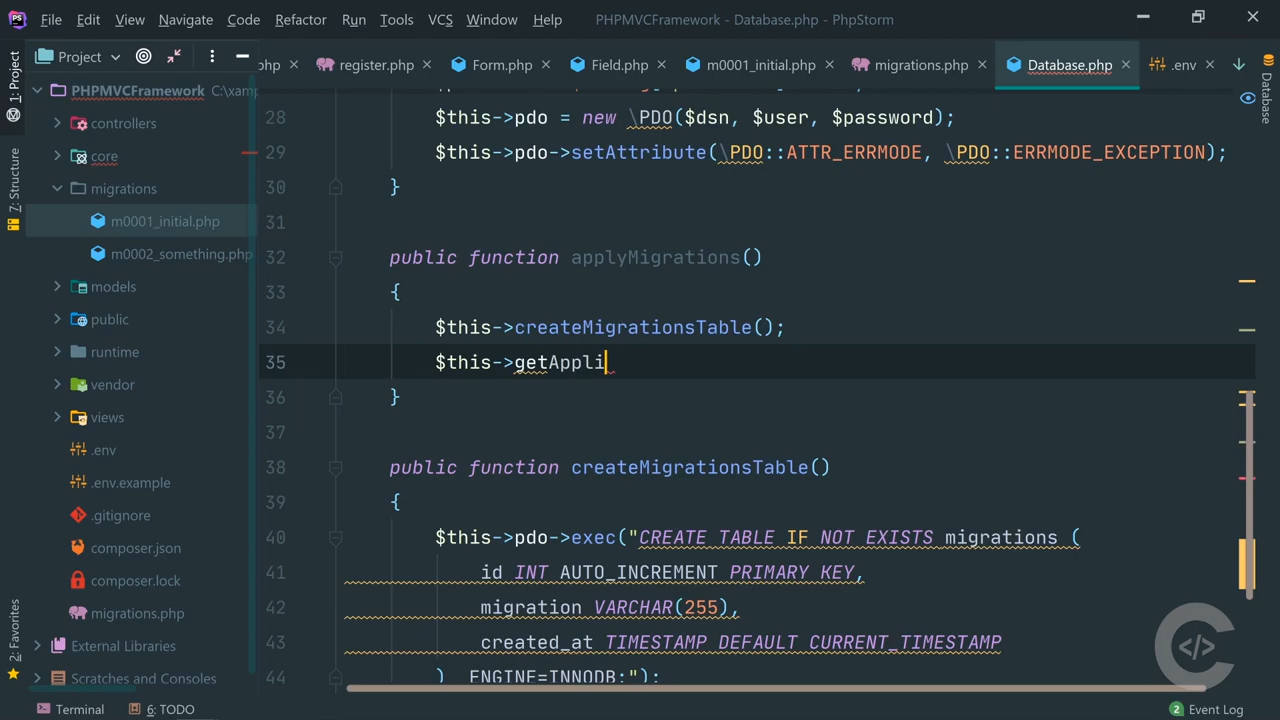 PS File Edit View Navigate Code Refactor Run Tools VCS Window Help PHPMVCFramework - Database.php - PhpStorm
Project
php register.php Form.php Field.php m0001_initial.php migrations.php Database.php .env
1: Project
7: Structure
2: Favorites
Database
PHPMVCFramework C:\xamp
controllers
core
migrations
m0001_initial.php
m0002_something.php
models
public
runtime
vendor
views
.env
.env.example
.gitignore
composer.json
composer.lock
migrations.php
External Libraries
Scratches and Consoles
28 $this->pdo = new \PDO($dsn, $user, $password);
29 $this->pdo->setAttribute(\PDO::ATTR_ERRMODE, \PDO::ERRMODE_EXCEPTION);
30 }
31
32 public function applyMigrations()
33 {
34 $this->createMigrationsTable();
35 $this->getAppli
36 }
37
38 public function createMigrationsTable()
39 {
40 $this->pdo->exec("CREATE TABLE IF NOT EXISTS migrations (
41 id INT AUTO_INCREMENT PRIMARY KEY,
42 migration VARCHAR(255),
43 created_at TIMESTAMP DEFAULT CURRENT_TIMESTAMP
44 ) ENGINE=INNODB;");
Terminal 6: TODO 2 Event Log